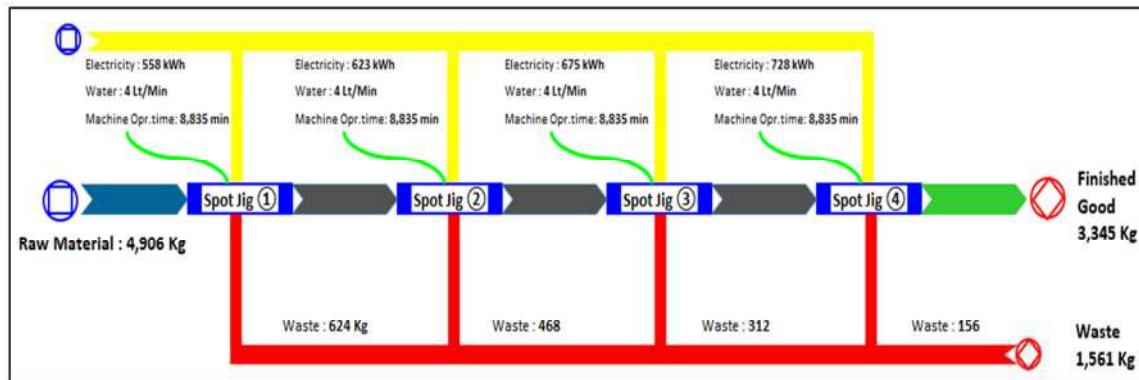 Electricity : 558 kWh
Water : 4 Lt/Min
Machine Opr.time: 8,835 min
Electricity : 623 kWh
Water : 4 Lt/Min
Machine Opr.time: 8,835 min
Electricity : 675 kWh
Water : 4 Lt/Min
Machine Opr.time: 8,835 min
Electricity : 728 kWh
Water : 4 Lt/Min
Machine Opr.time: 8,835 min
Spot Jig ①
Spot Jig ②
Spot Jig ③
Spot Jig ④
Raw Material : 4,906 Kg
Finished
Good
3,345 Kg
Waste : 624 Kg
Waste : 468
Waste : 312
Waste : 156
Waste
1,561 Kg